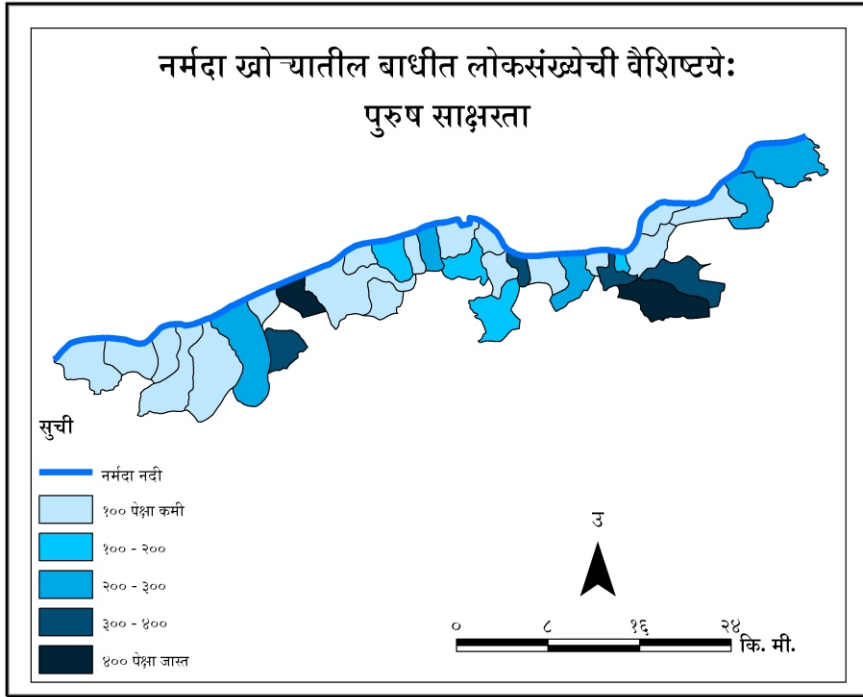 नर्मदा खोऱ्यातील बाधीत लोकसंख्येची वैशिष्टये:
पुरुष साक्षरता
सुची
नर्मदा नदी
१०० पेक्षा कमी
१०० - २००
२०० - ३००
३०० - ४००
४०० पेक्षा जास्त
उ
० ८ १६ २४
कि. मी.